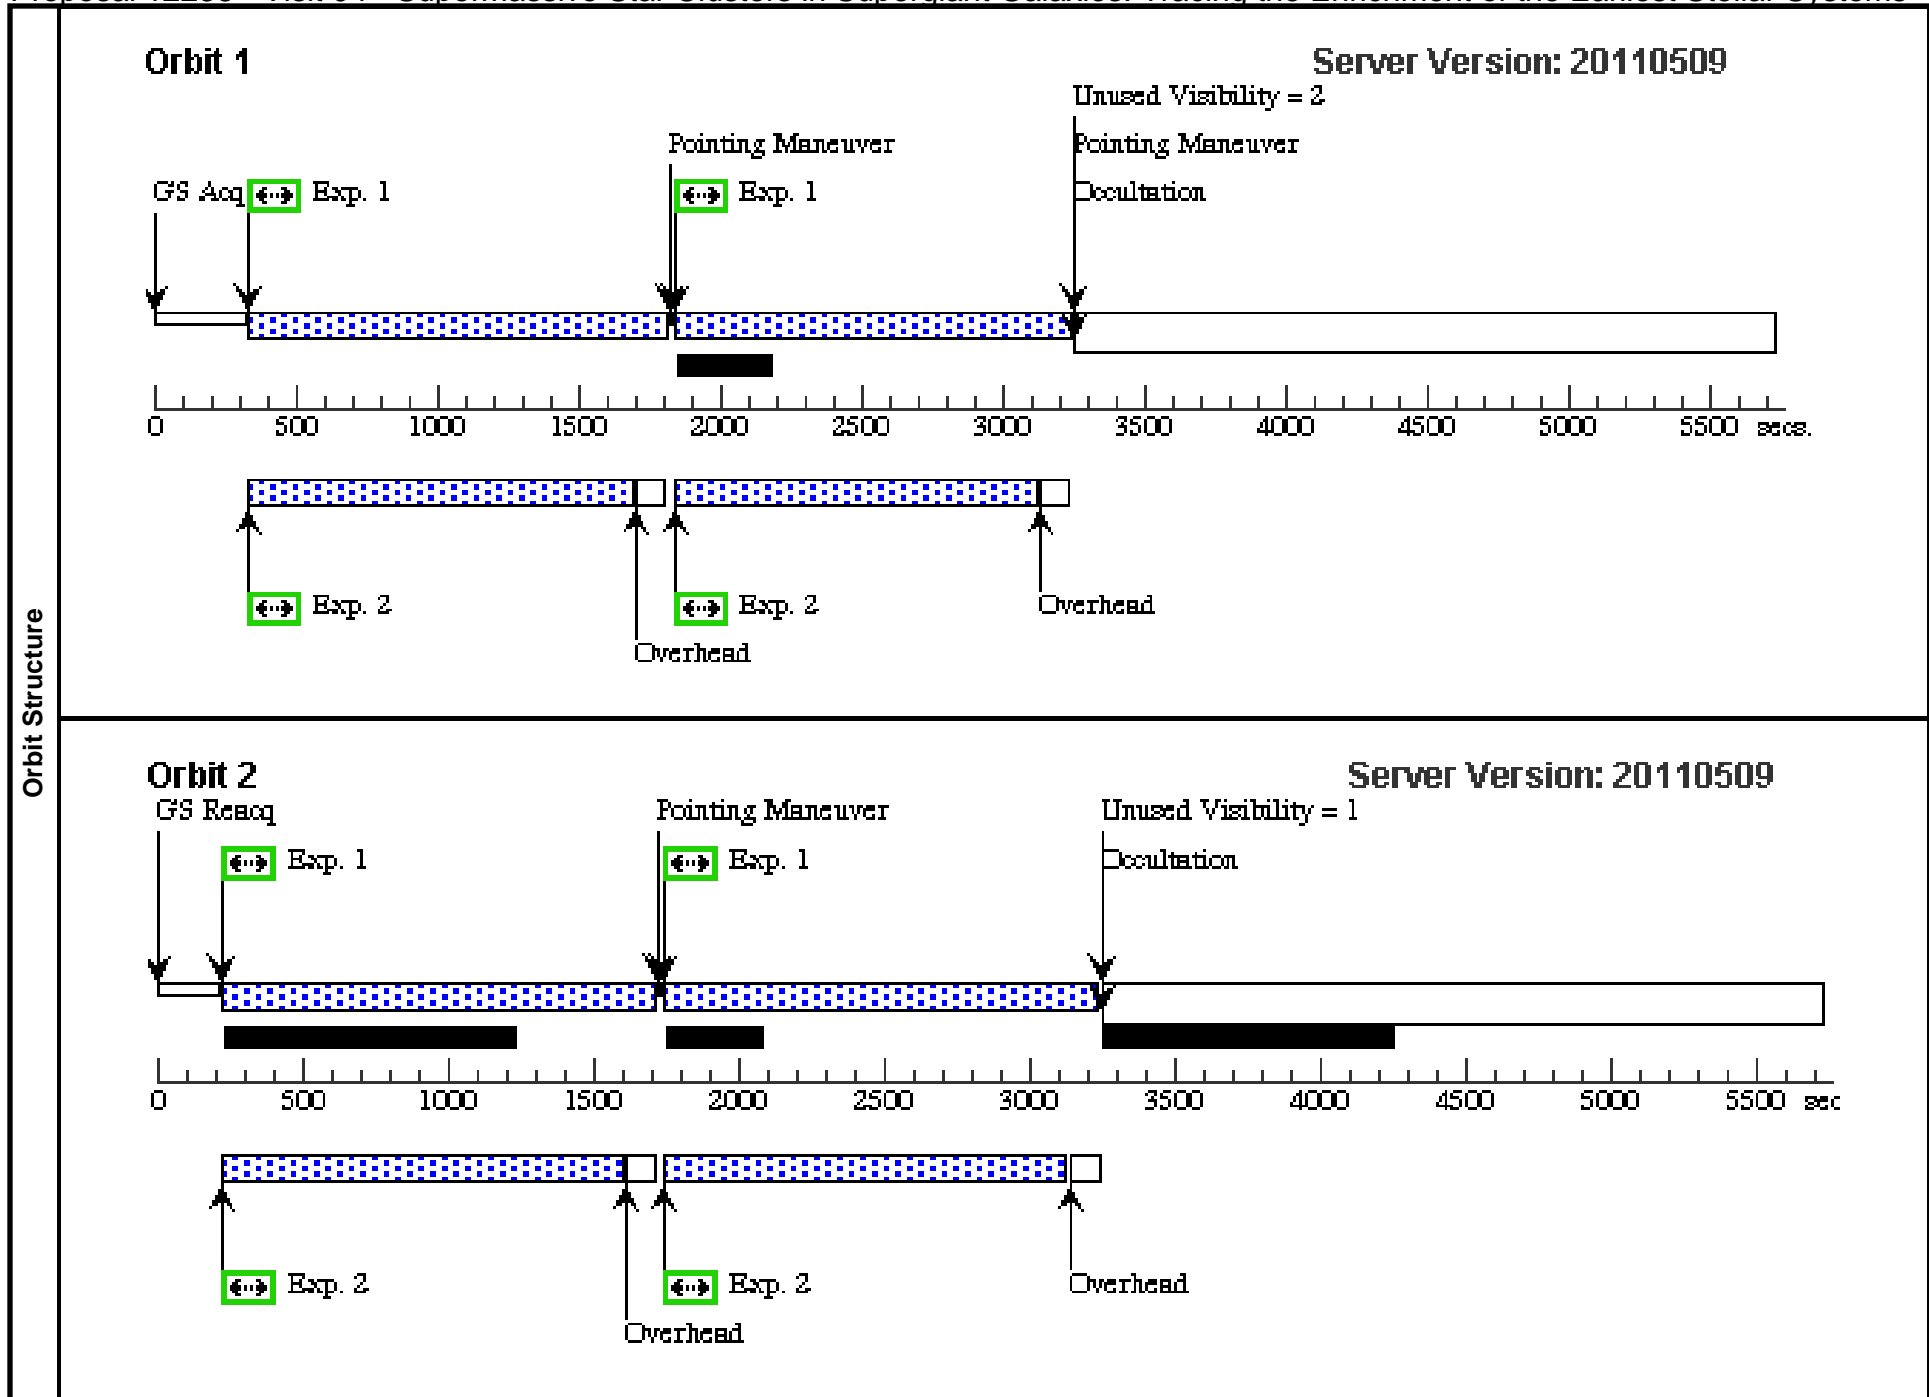 Orbit Structure
Orbit 1
Server Version: 20110509
Unused Visibility = 2
Pointing Maneuver
Pointing Maneuver
GS Acq
Exp. 1
Exp. 1
Occultation
0 500 1000 1500 2000 2500 3000 3500 4000 4500 5000 5500 secs.
Exp. 2
Exp. 2
Overhead
Overhead
Orbit 2
Server Version: 20110509
GS Reacq
Pointing Maneuver
Unused Visibility = 1
Exp. 1
Exp. 1
Occultation
0 500 1000 1500 2000 2500 3000 3500 4000 4500 5000 5500 sec
Exp. 2
Exp. 2
Overhead
Overhead